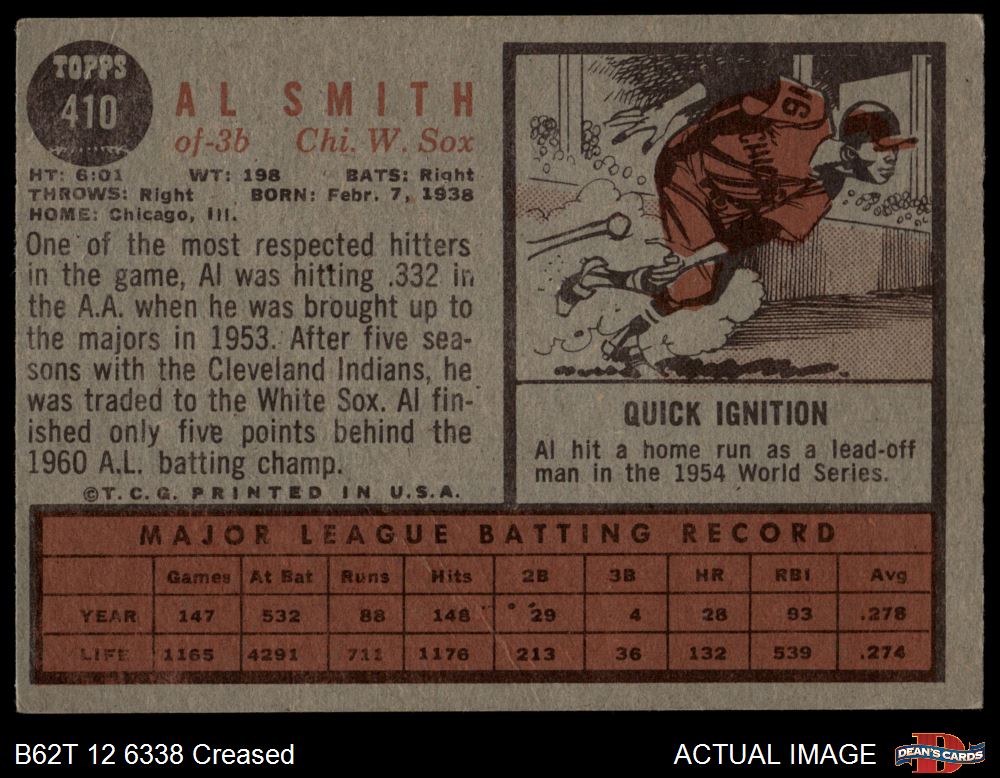 TOPPS
410
AL SMITH
of-3b Chi. W. Sox
HT: 6:01 WT: 198 BATS: Right
THROWS: Right BORN: Febr. 7, 1938
HOME: Chicago, Ill.
One of the most respected hitters
in the game, Al was hitting .332 in
the A.A. when he was brought up to
the majors in 1953. After five sea-
sons with the Cleveland Indians, he
was traded to the White Sox. Al fin-
ished only five points behind the
1960 A.L. batting champ.
©T.C.G. PRINTED IN U.S.A.
16
CHICA
QUICK IGNITION
Al hit a home run as a lead-off
man in the 1954 World Series.
MAJOR LEAGUE BATTING RECORD
Games At Bat Runs Hits 2B 3B HR RBI Avg
YEAR 147 532 88 148 29 4 28 93 .278
LIFE 1165 4291 711 1176 213 36 132 539 .274
B62T 12 6338 Creased
ACTUAL IMAGE
DEAN'S CARDS